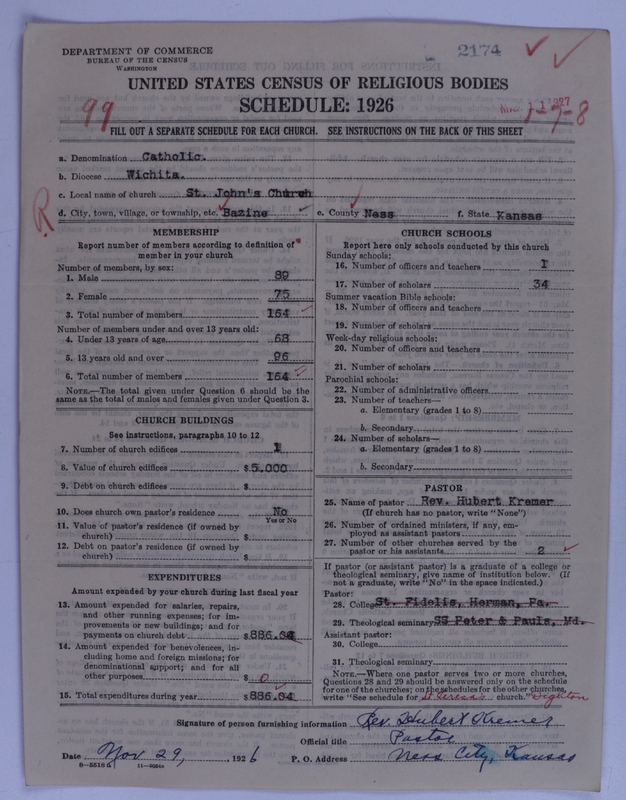 DEPARTMENT OF COMMERCE
BUREAU OF THE CENSUS
WASHINGTON
2174
UNITED STATES CENSUS OF RELIGIOUS BODIES
SCHEDULE: 1926
99
1-7-8
FILL OUT A SEPARATE SCHEDULE FOR EACH CHURCH. SEE INSTRUCTIONS ON THE BACK OF THIS SHEET
a. Denomination Catholic.
b. Diocese Wichita.
c. Local name of church St. John's Church
R
d. City, town, village, or township, etc. Bazine e. County Ness f. State Kansas
MEMBERSHIP
Report number of members according to definition of member in your church
Number of members, by sex:
1. Male 89
2. Female 75
3. Total number of members 164
Number of members under and over 13 years old:
4. Under 13 years of age 68
5. 13 years old and over 96
6. Total number of members 164
NOTE.—The total given under Question 6 should be the
same as the total of males and females given under Question 3.
CHURCH BUILDINGS
See instructions, paragraphs 10 to 12
7. Number of church edifices 1
8. Value of church edifices $5.000
9. Debt on church edifices $
10. Does church own pastor's residence No
Yes or No
11. Value of pastor's residence (if owned by
church) $
12. Debt on pastor's residence (if owned by
church) $
EXPENDITURES
Amount expended by your church during last fiscal year
13. Amount expended for salaries, repairs,
and other running expenses; for im-
provements or new buildings; and for
payments on church debt $886.04
14. Amount expended for benevolences, in-
cluding home and foreign missions; for
denominational support; and for all
other purposes $ 0
15. Total expenditures during year $886.04
CHURCH SCHOOLS
Report here only schools conducted by this church
Sunday schools:
16. Number of officers and teachers 1
17. Number of scholars 34
Summer vacation Bible schools:
18. Number of officers and teachers
19. Number of scholars
Week-day religious schools:
20. Number of officers and teachers
21. Number of scholars
Parochial schools:
22. Number of administrative officers
23. Number of teachers—
a. Elementary (grades 1 to 8)
b. Secondary
24. Number of scholars—
a. Elementary (grades 1 to 8)
b. Secondary
PASTOR
25. Name of pastor Rev. Hubert Kremer
(If church has no pastor, write "None")
26. Number of ordained ministers, if any, em-
ployed as assistant pastors
27. Number of other churches served by the
pastor or his assistants 2
If pastor (or assistant pastor) is a graduate of a college or
theological seminary, give name of institution below. (If
not a graduate, write "No" in the space indicated.)
Pastor:
28. College St. Fidelis, Herman, Pa.
29. Theological seminary SS Peter & Pauls, Md.
Assistant pastor:
30. College
31. Theological seminary
NOTE.—Where one pastor serves two or more churches,
Questions 28 and 29 should be answered only on the schedule
for one of the churches; on the schedules for the other churches,
write "See schedule for St. Teresa's church." Dighton
Signature of person furnishing information Rev. Hubert Kremer
Official title Pastor
Date Nov 29, 1926 P. O. Address Ness City, Kansas